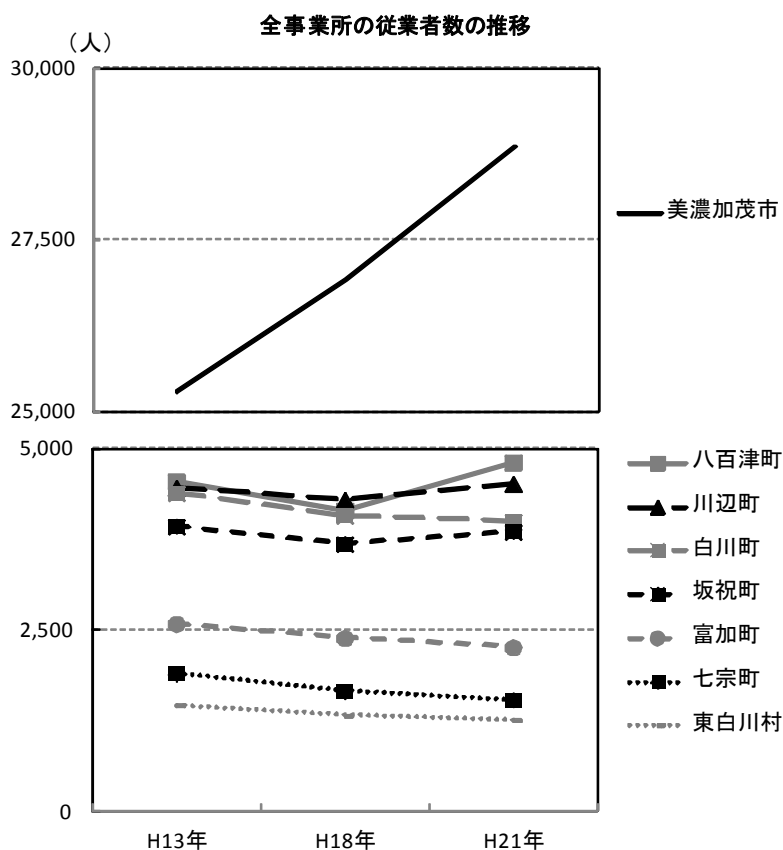 全事業所の従業者数の推移
（人）
30,000
27,500
25,000
美濃加茂市
5,000
2,500
0
八百津町
川辺町
白川町
坂祝町
富加町
七宗町
東白川村
H13年
H18年
H21年